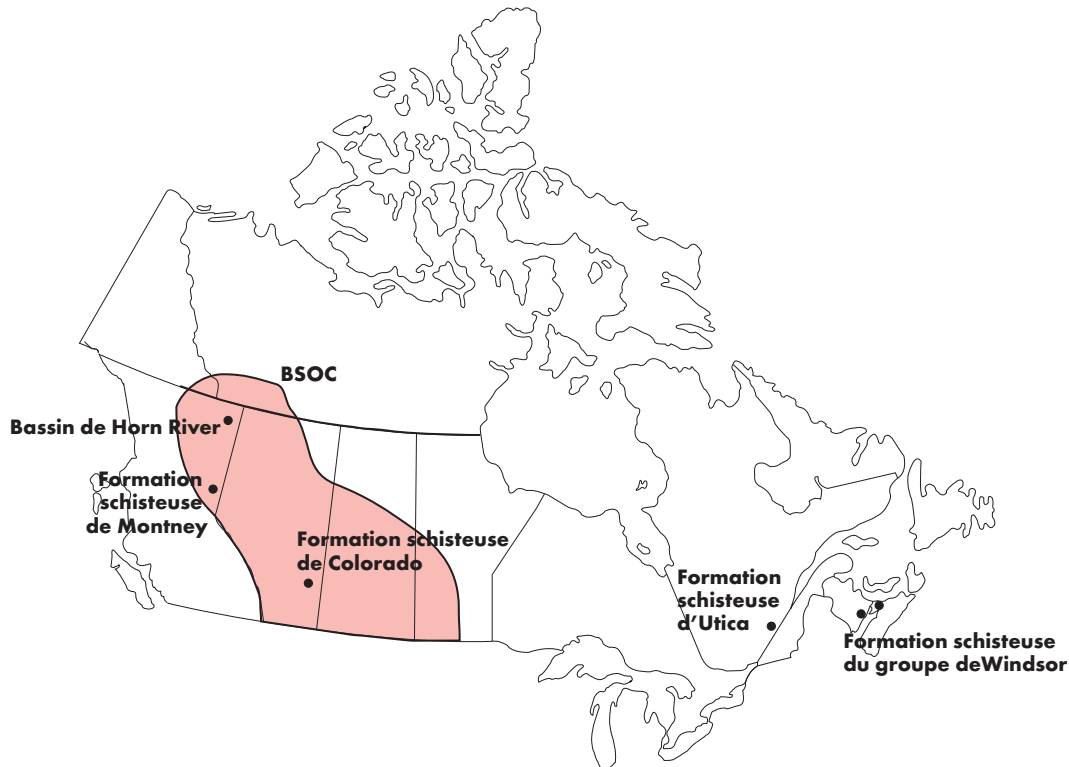 BSOC
Bassin de Horn River
Formation
schisteuse
de Montney
Formation schisteuse
de Colorado
Formation
schisteuse
d'Utica
Formation schisteuse
du groupe deWindsor